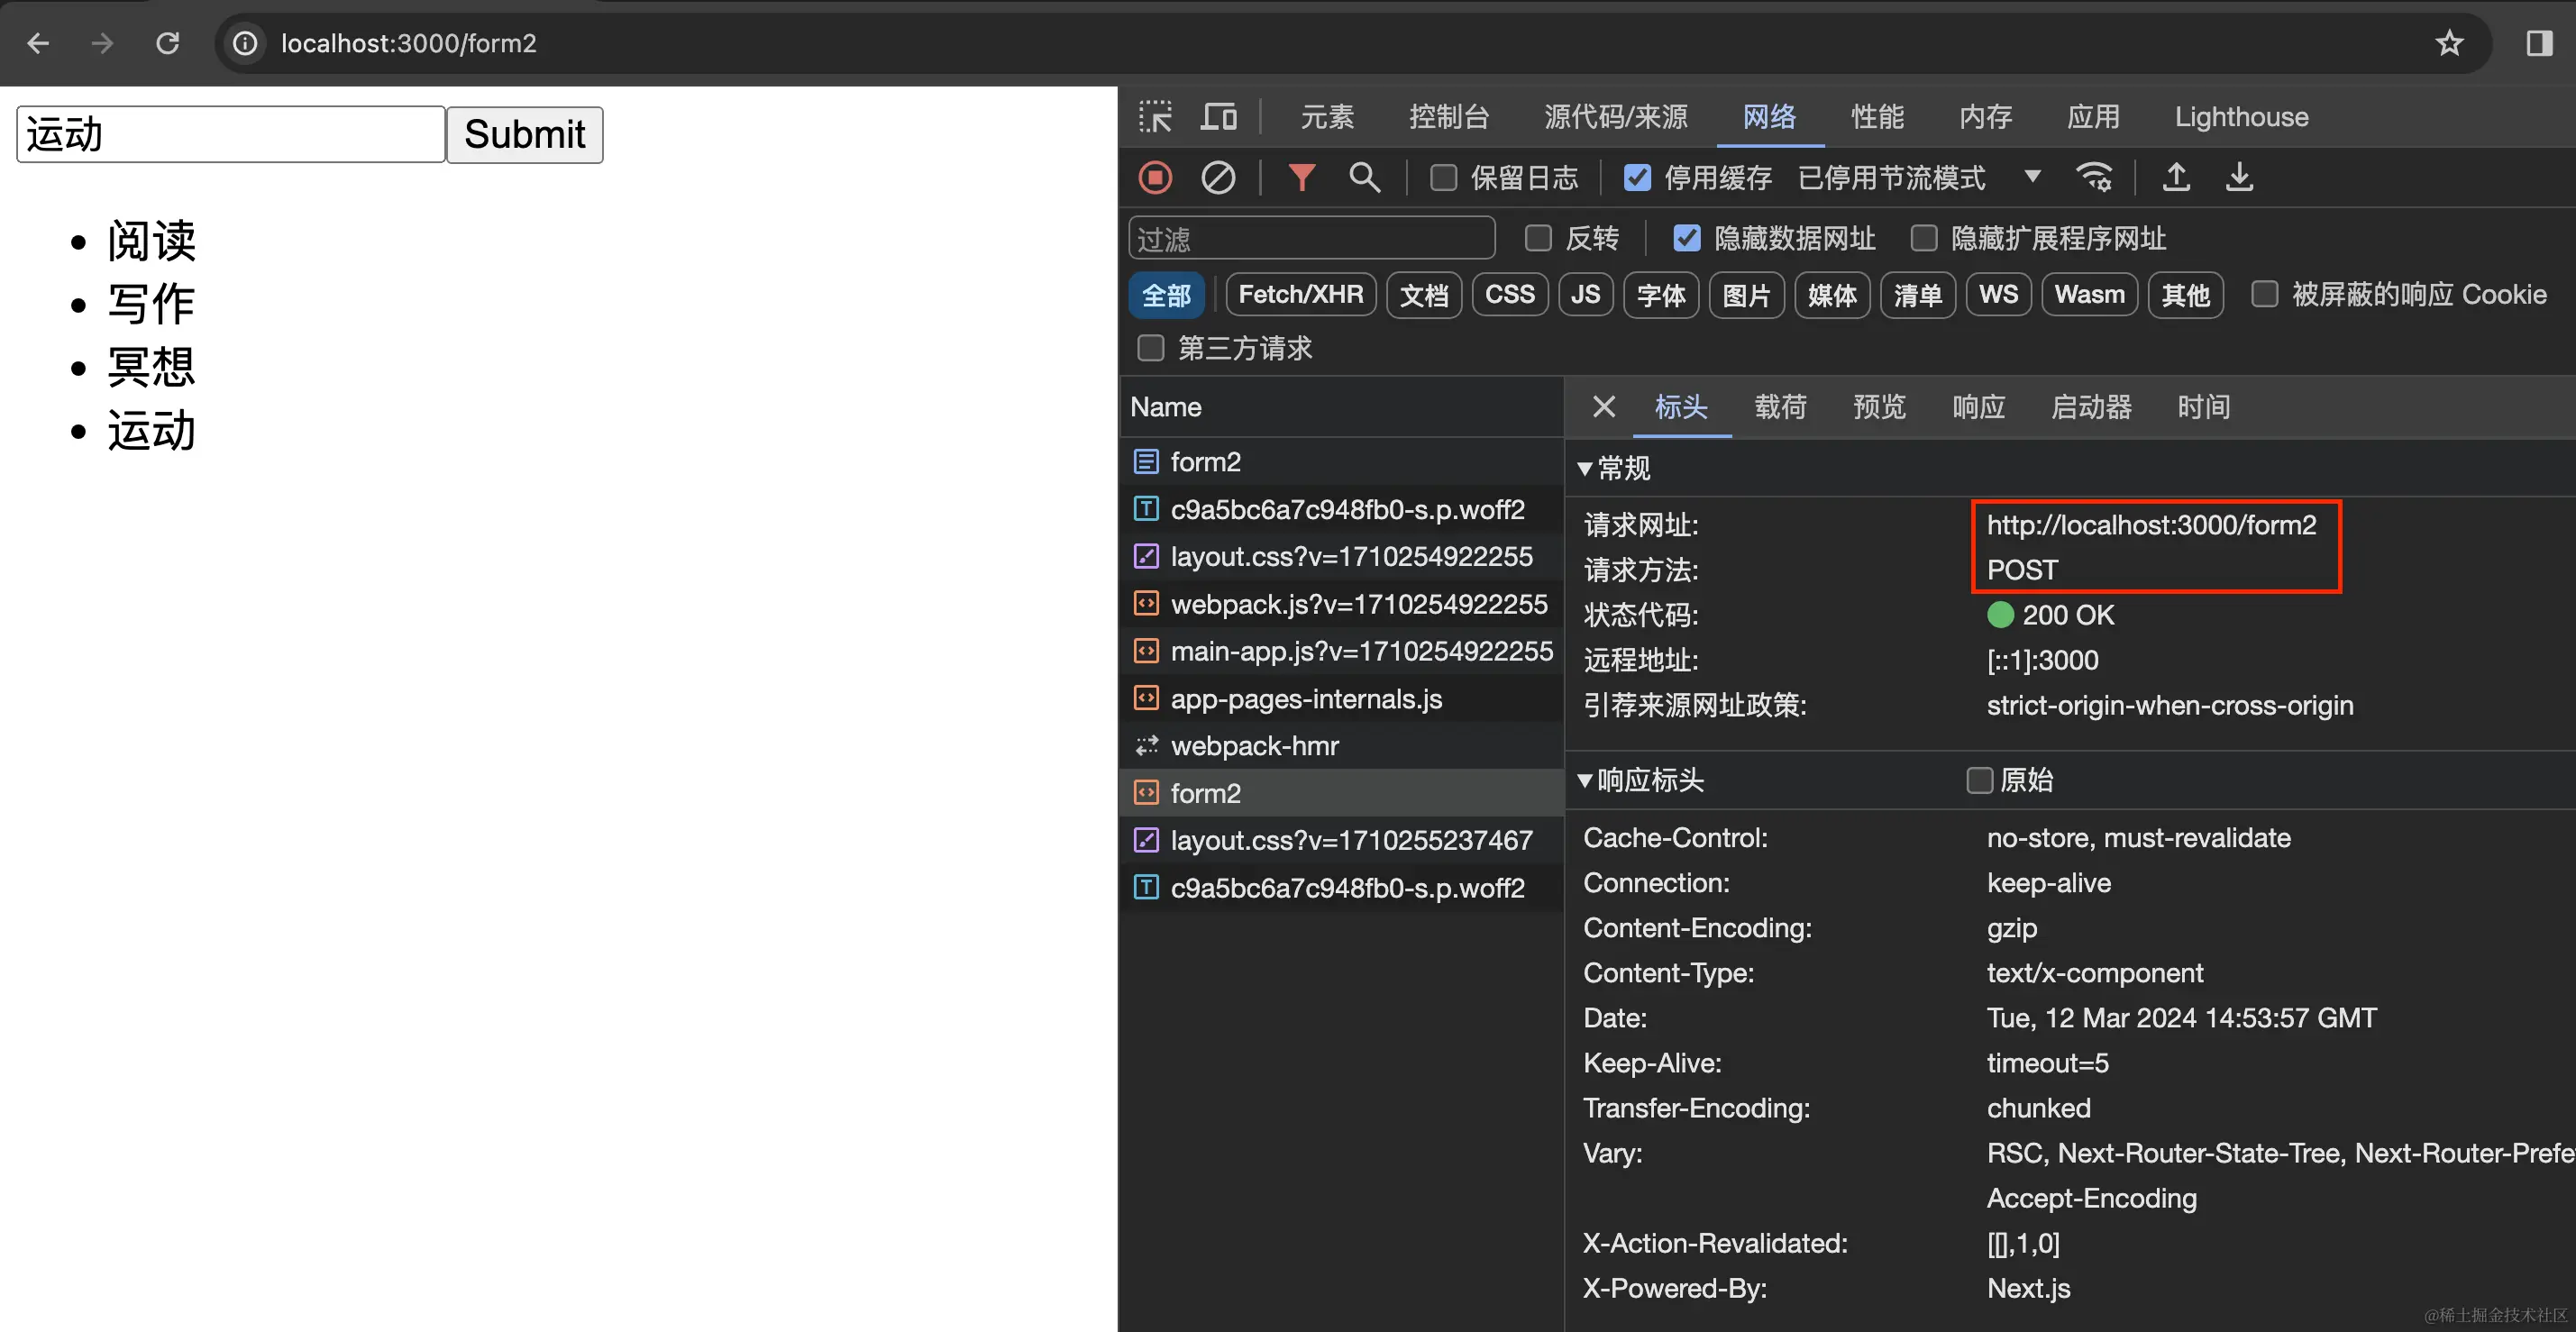 localhost:3000/form2
运动 Submit
阅读
写作
冥想
运动
元素 控制台 源代码/来源 网络 性能 内存 应用 Lighthouse
保留日志 停用缓存 已停用节流模式
过滤 反转 隐藏数据网址 隐藏扩展程序网址
全部 Fetch/XHR 文档 CSS JS 字体 图片 媒体 清单 WS Wasm 其他 被屏蔽的响应 Cookie
第三方请求
Name
form2
c9a5bc6a7c948fb0-s.p.woff2
layout.css?v=1710254922255
webpack.js?v=1710254922255
main-app.js?v=1710254922255
app-pages-internals.js
webpack-hmr
form2
layout.css?v=1710255237467
c9a5bc6a7c948fb0-s.p.woff2
标头 载荷 预览 响应 启动器 时间
常规
请求网址: http://localhost:3000/form2
请求方法: POST
状态代码: 200 OK
远程地址: [::1]:3000
引荐来源网址政策: strict-origin-when-cross-origin
响应标头 原始
Cache-Control: no-store, must-revalidate
Connection: keep-alive
Content-Encoding: gzip
Content-Type: text/x-component
Date: Tue, 12 Mar 2024 14:53:57 GMT
Keep-Alive: timeout=5
Transfer-Encoding: chunked
Vary: RSC, Next-Router-State-Tree, Next-Router-Prefe
Accept-Encoding
X-Action-Revalidated: [[],1,0]
X-Powered-By: Next.js
@稀土掘金技术社区